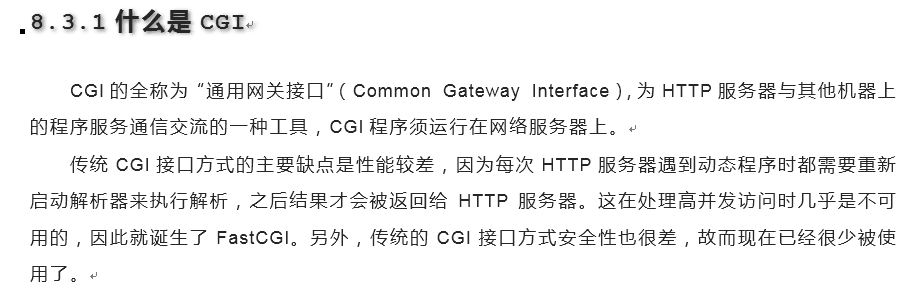 8.3.1 什么是 CGI
CGI 的全称为“通用网关接口”(Common Gateway Interface),为 HTTP 服务器与其他机器上
的程序服务通信交流的一种工具,CGI 程序须运行在网络服务器上。
传统 CGI 接口方式的主要缺点是性能较差,因为每次 HTTP 服务器遇到动态程序时都需要重新
启动解析器来执行解析,之后结果才会被返回给 HTTP 服务器。这在处理高并发访问时几乎是不可
用的,因此就诞生了 FastCGI。另外,传统的 CGI 接口方式安全性也很差,故而现在已经很少被使
用了。